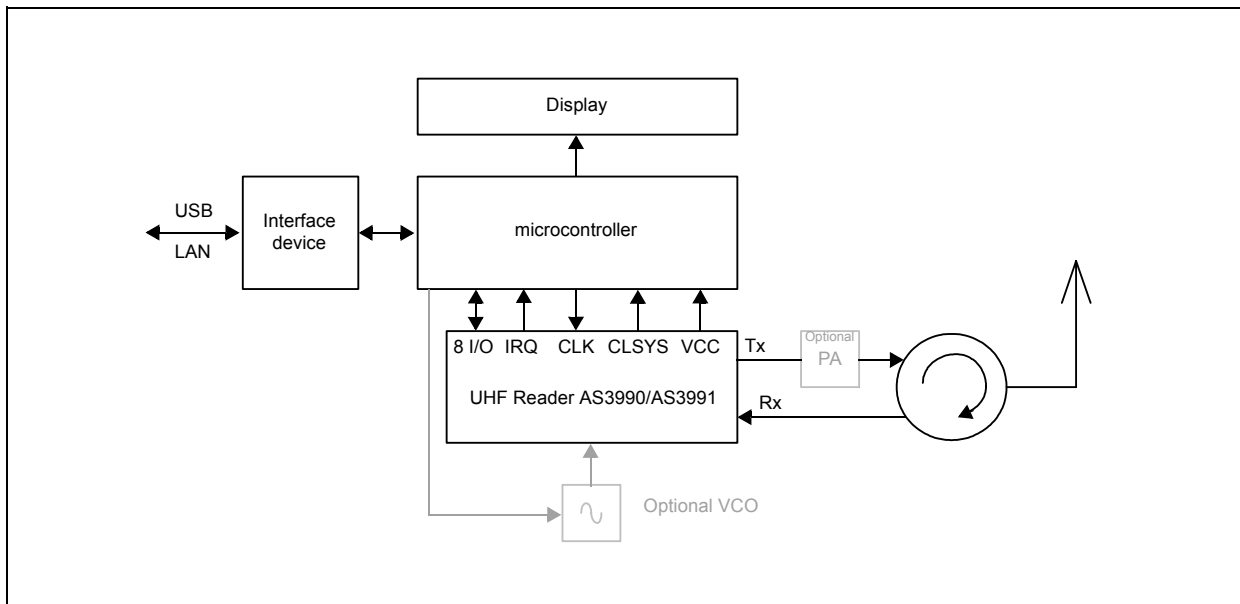 Display
USB
LAN
Interface
device
microcontroller
8 I/O IRQ CLK CLSYS VCC
UHF Reader AS3990/AS3991
Tx
Optional
PA
Rx
Optional VCO